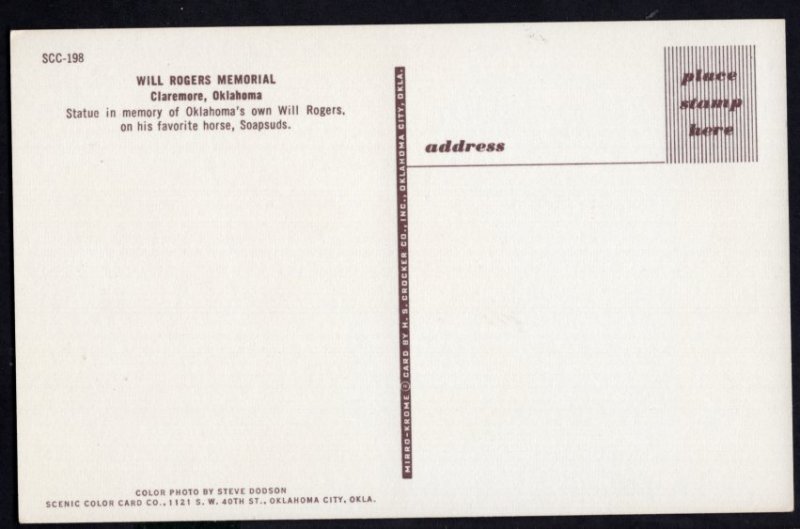 SCC-198
WILL ROGERS MEMORIAL
Claremore, Oklahoma
Statue in memory of Oklahoma's own Will Rogers,
on his favorite horse, Soapsuds.
place
stamp
here
address
MIRRO-KROME ® CARD BY H. S. CROCKER CO., INC., OKLAHOMA CITY, OKLA.
COLOR PHOTO BY STEVE DODSON
SCENIC COLOR CARD CO., 1121 S. W. 40TH ST., OKLAHOMA CITY, OKLA.